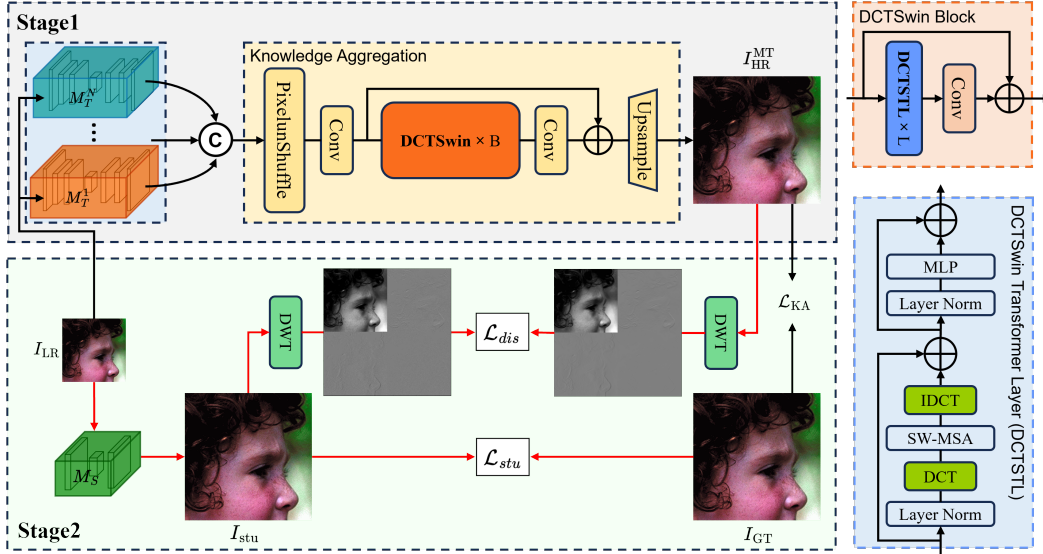 Stage1
Knowledge Aggregation
M_T^N
M_T^1
C
PixelunShuffle
Conv
DCTSwin × B
Conv
Upsample
I_HR^MT
DCTSwin Block
DCTSTL × L
Conv
I_LR
DWT
ℒ_dis
DWT
ℒ_KA
M_S
ℒ_stu
Stage2
I_stu
I_GT
MLP
Layer Norm
IDCT
SW-MSA
DCT
Layer Norm
DCTSwin Transformer
Layer (DCTSTL)